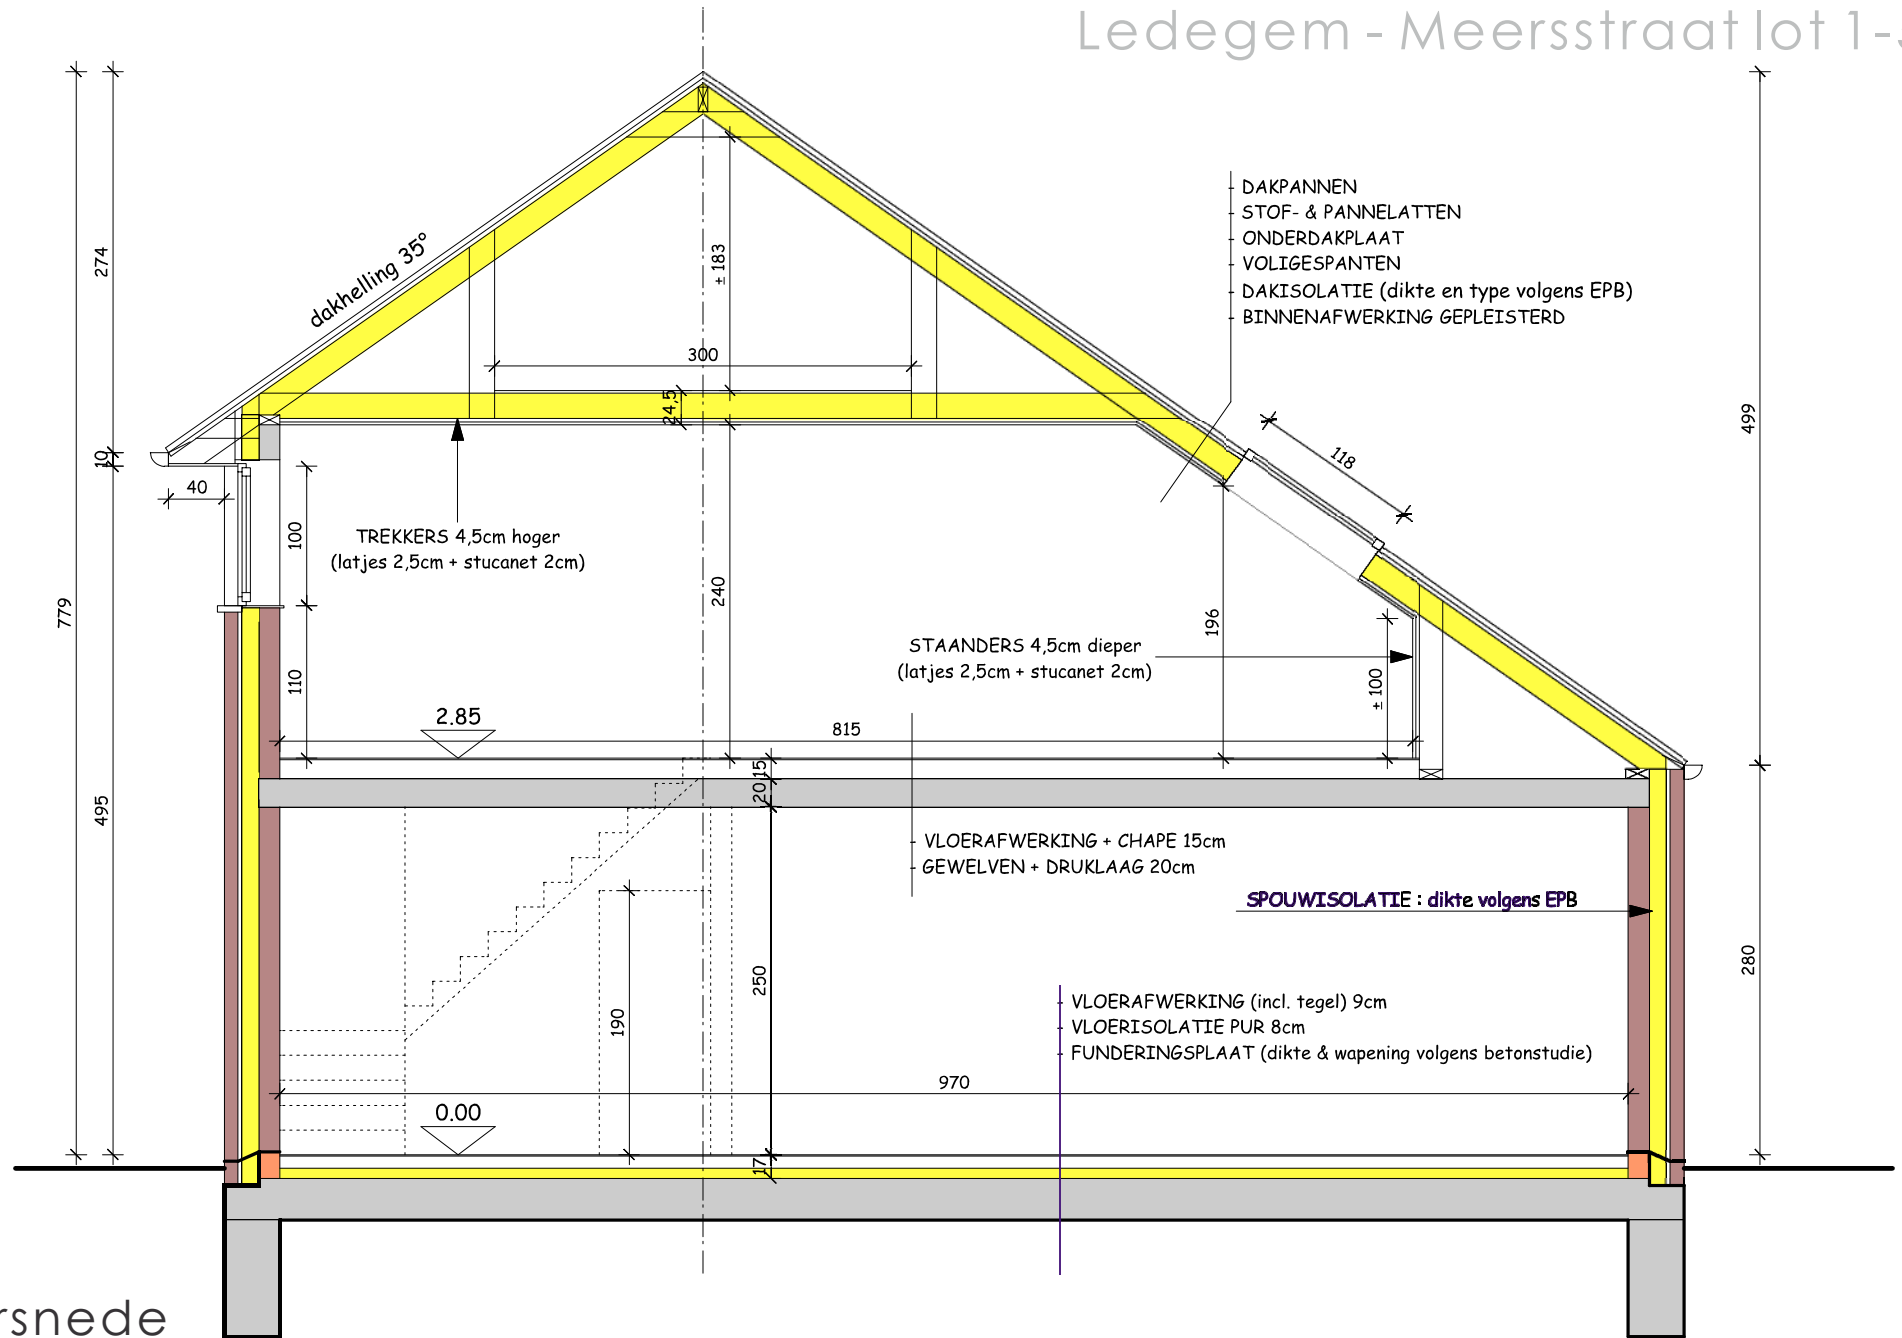 Ledegem - Meersstraat lot 1-
DAKPANNEN
STOF- & PANNELATTEN
ONDERDAKPLAAT
VOLIGESPANTEN
DAKISOLATIE (dikte en type volgens EPB)
BINNENAFWERKING GEPLEISTERD
dakhelling 35°
274
± 183
300
24,5
499
118
10
40
100
TREKKERS 4,5cm hoger
(latjes 2,5cm + stucanet 2cm)
240
779
196
STAANDERS 4,5cm dieper
(latjes 2,5cm + stucanet 2cm)
110
± 100
2.85
815
15
20
495
- VLOERAFWERKING + CHAPE 15cm
- GEWELVEN + DRUKLAAG 20cm
SPOUWISOLATIE : dikte volgens EPB
250
280
190
VLOERAFWERKING (incl. tegel) 9cm
VLOERISOLATIE PUR 8cm
FUNDERINGSPLAAT (dikte & wapening volgens betonstudie)
970
0.00
17
rsnede